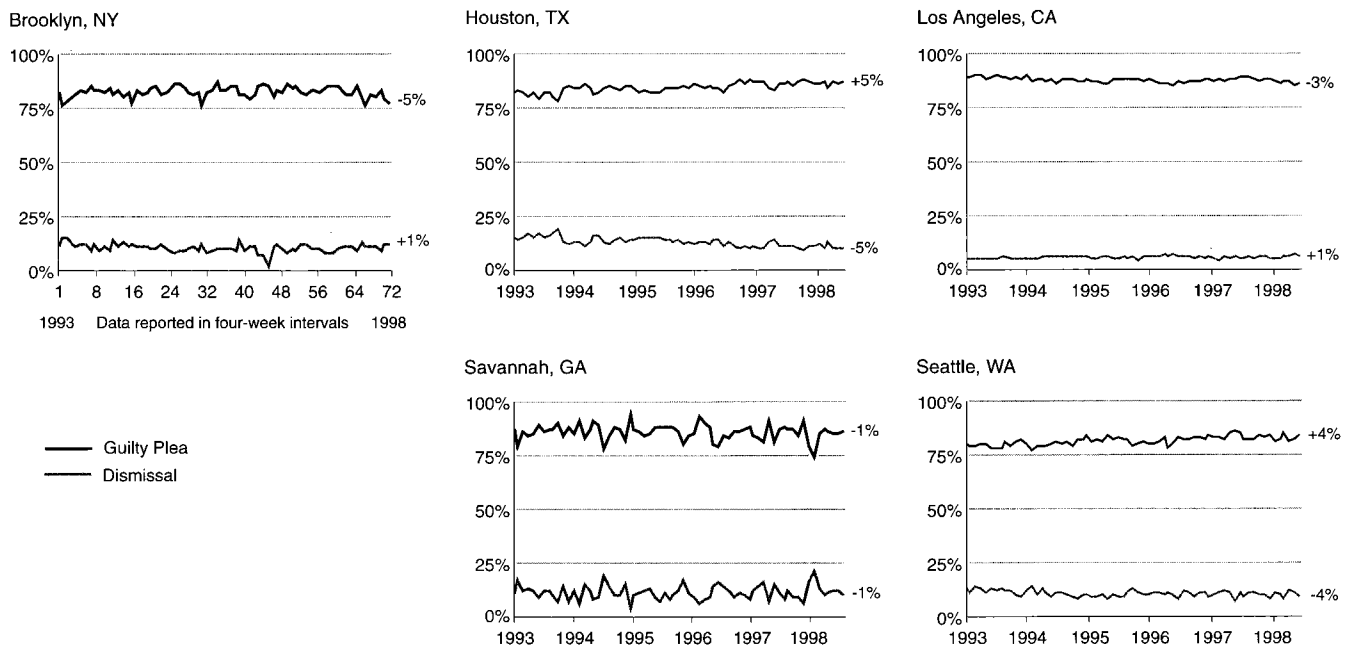 Brooklyn, NY
100%
75%
50%
25%
0%
-5%
+1%
1 8 16 24 32 40 48 56 64 72
1993 Data reported in four-week intervals 1998
Houston, TX
100%
75%
50%
25%
0%
+5%
-5%
1993 1994 1995 1996 1997 1998
Los Angeles, CA
100%
75%
50%
25%
0%
-3%
+1%
1993 1994 1995 1996 1997 1998
Guilty Plea
Dismissal
Savannah, GA
100%
75%
50%
25%
0%
-1%
-1%
1993 1994 1995 1996 1997 1998
Seattle, WA
100%
75%
50%
25%
0%
+4%
-4%
1993 1994 1995 1996 1997 1998